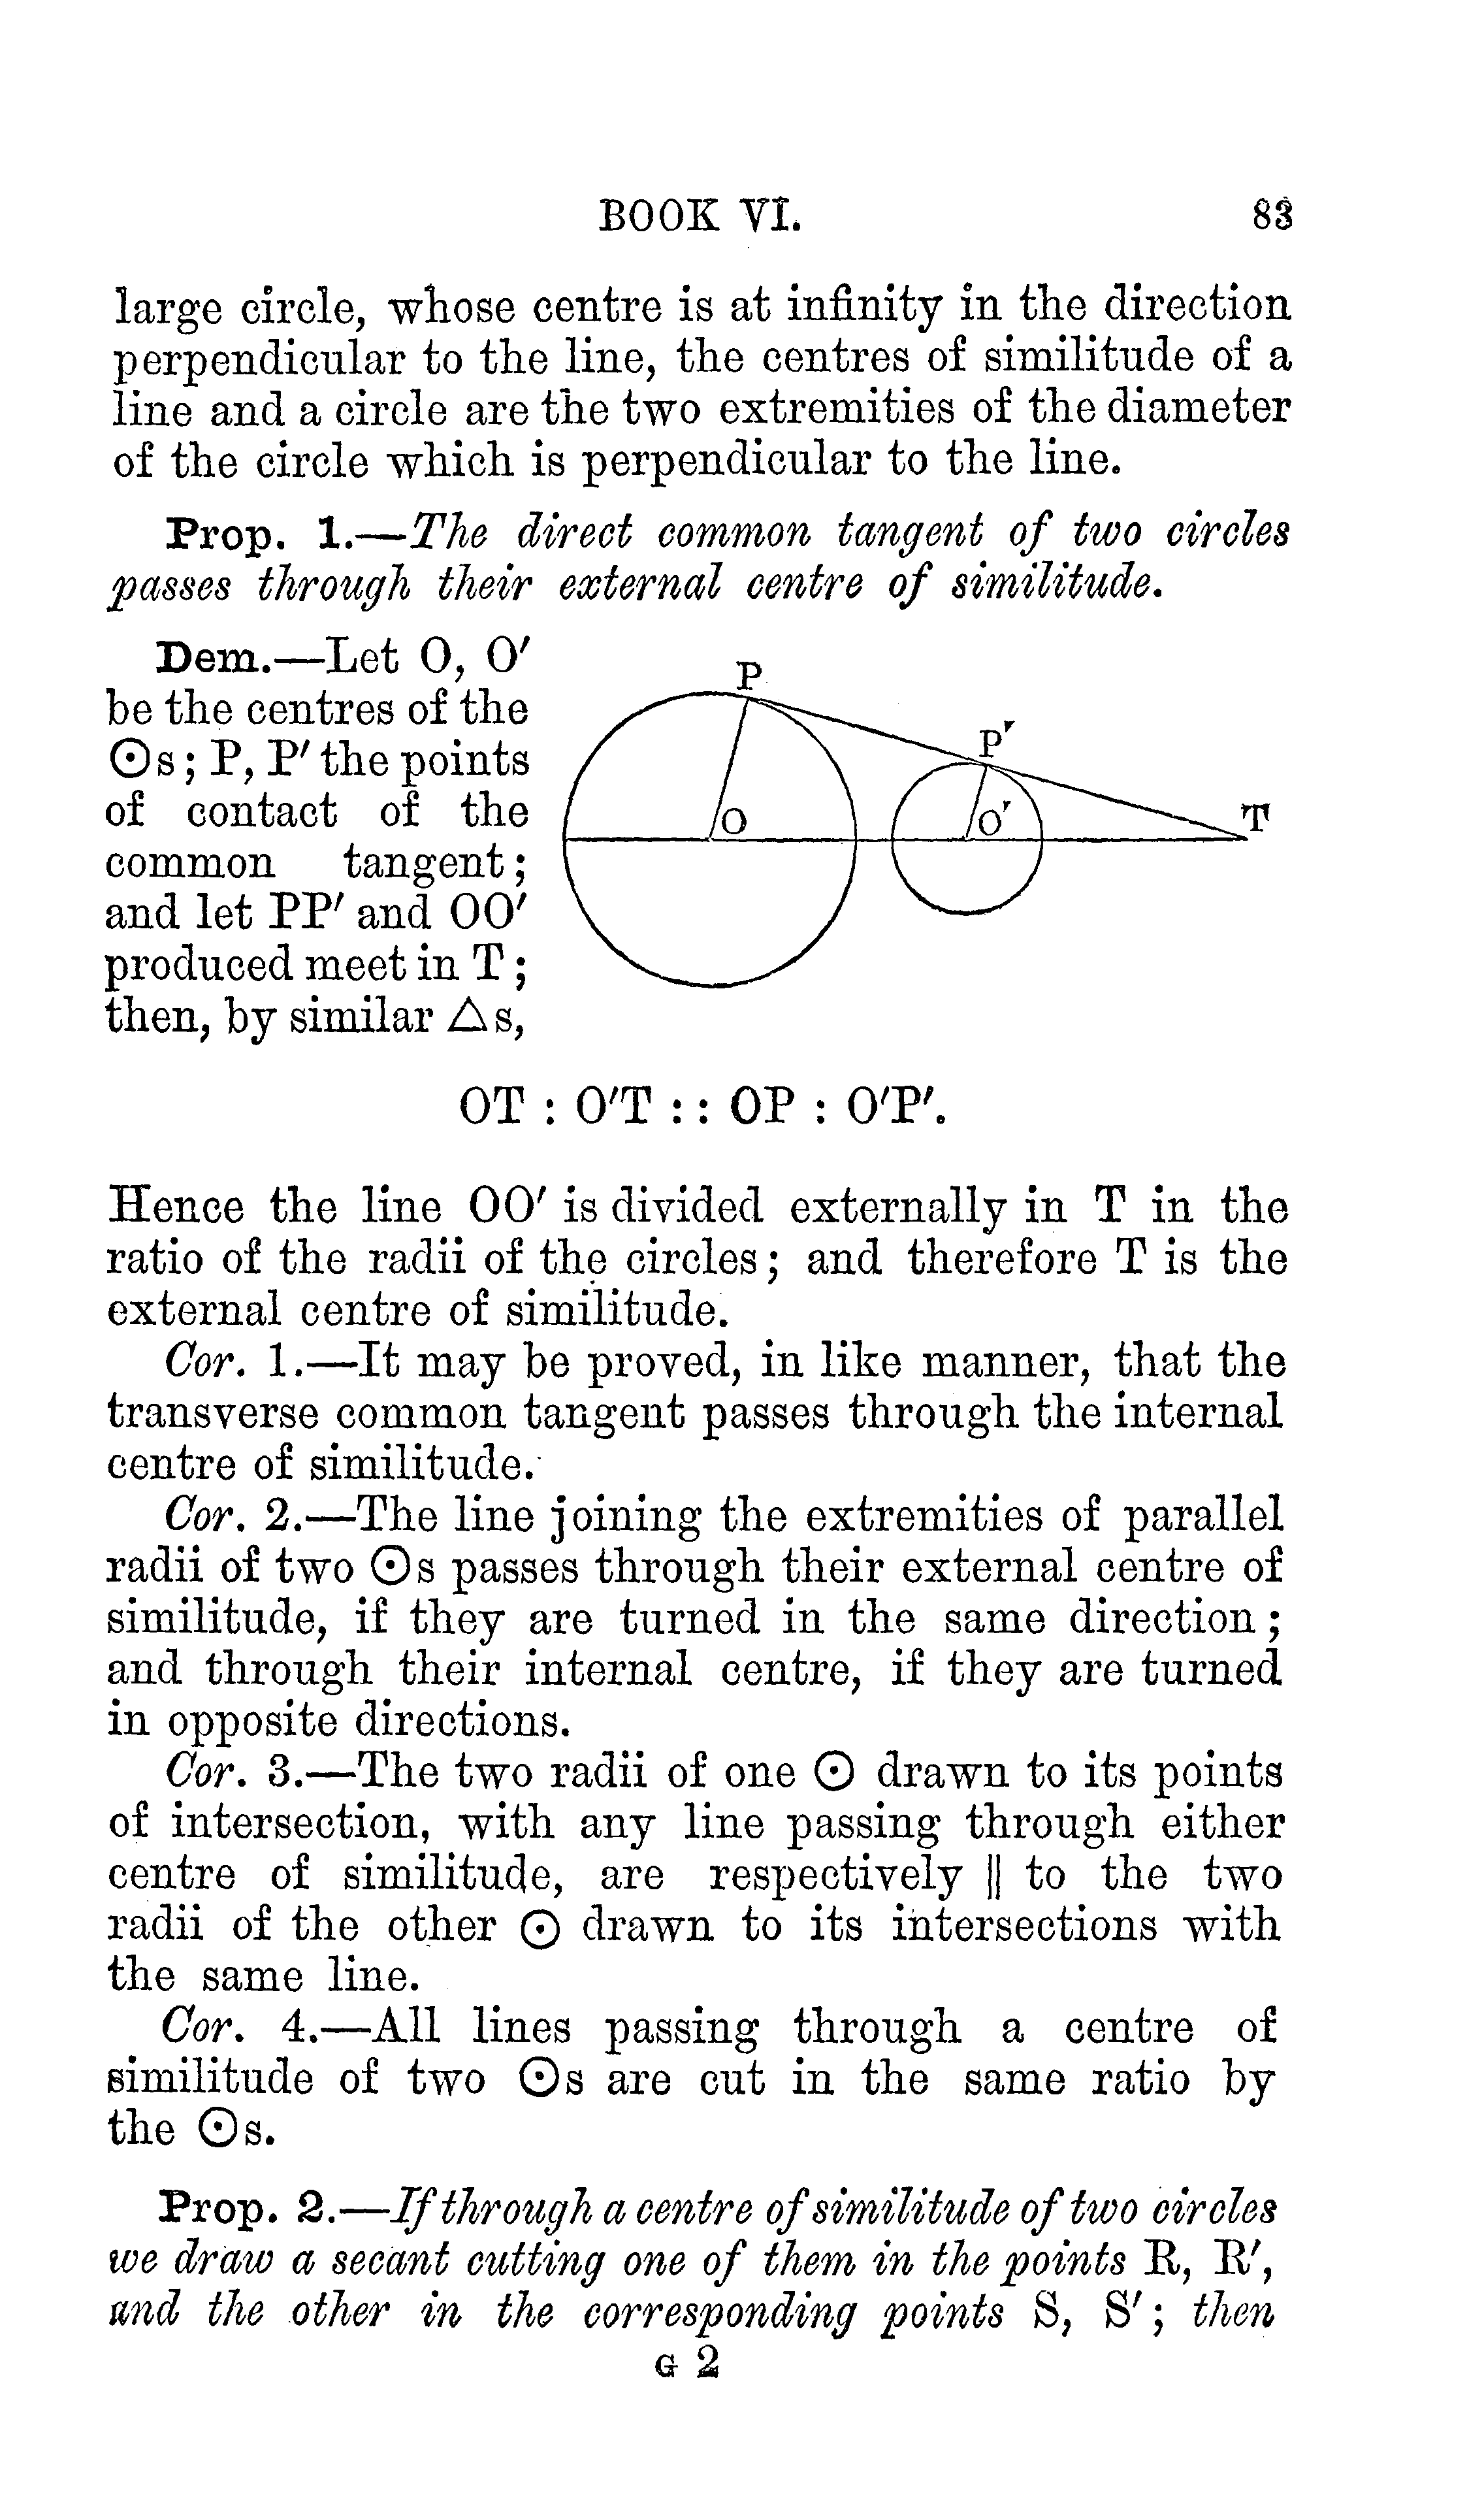 BOOK VI. 83
large circle, whose centre is at infinity in the direction
perpendicular to the line, the centres of similitude of a
line and a circle are the two extremities of the diameter
of the circle which is perpendicular to the line.
Prop. 1.—The direct common tangent of two circles
passes through their external centre of similitude.
Dem.—Let O, O′
be the centres of the
⊙s; P, P′ the points
of contact of the
common tangent;
and let PP′ and OO′
produced meet in T;
then, by similar △s,
P
P′
O
O′
T
OT : O′T : : OP : O′P′.
Hence the line OO′ is divided externally in T in the
ratio of the radii of the circles; and therefore T is the
external centre of similitude.
Cor. 1.—It may be proved, in like manner, that the
transverse common tangent passes through the internal
centre of similitude.
Cor. 2.—The line joining the extremities of parallel
radii of two ⊙s passes through their external centre of
similitude, if they are turned in the same direction;
and through their internal centre, if they are turned
in opposite directions.
Cor. 3.—The two radii of one ⊙ drawn to its points
of intersection, with any line passing through either
centre of similitude, are respectively ∥ to the two
radii of the other ⊙ drawn to its intersections with
the same line.
Cor. 4.—All lines passing through a centre of
similitude of two ⊙s are cut in the same ratio by
the ⊙s.
Prop. 2.—If through a centre of similitude of two circles
we draw a secant cutting one of them in the points R, R′,
and the other in the corresponding points S, S′; then
G 2